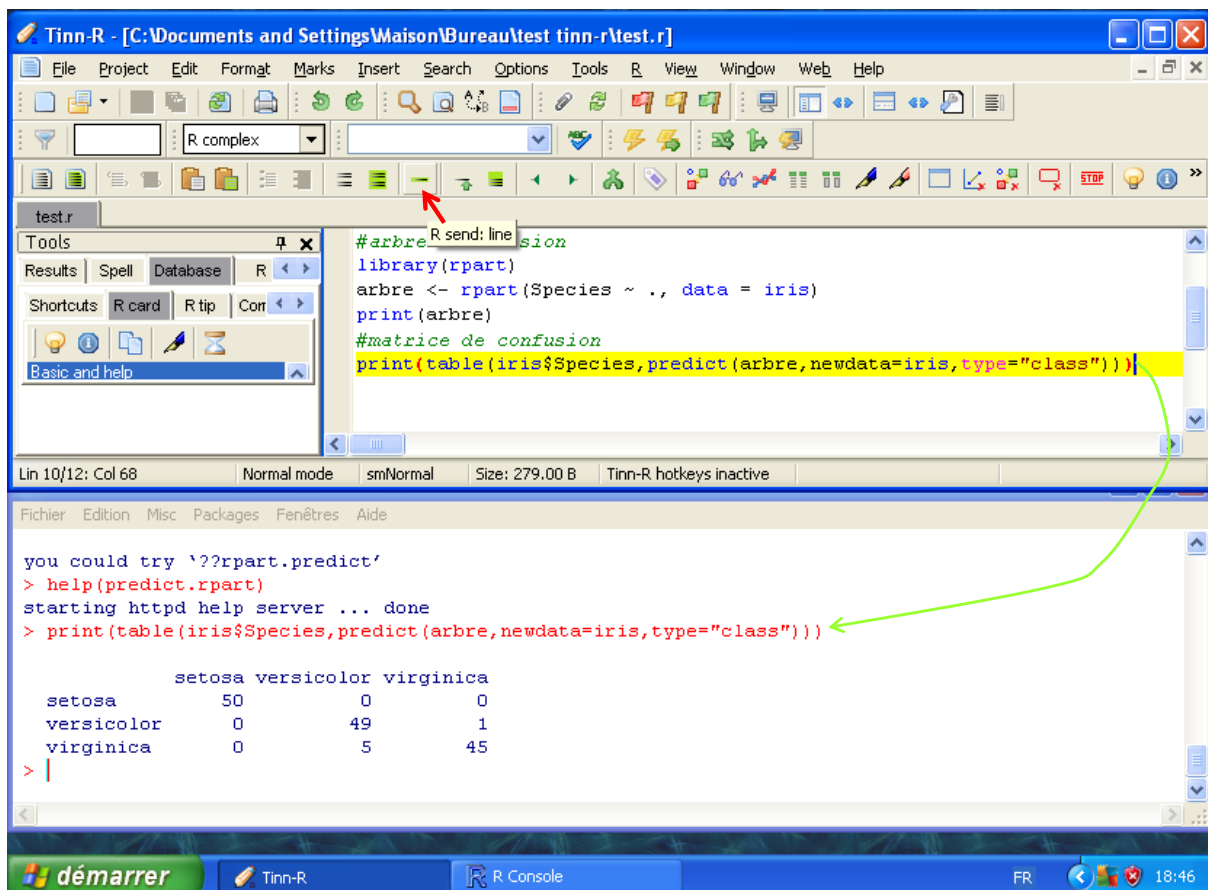 Tinn-R - [C:\Documents and Settings\Maison\Bureau\test tinn-r\test.r]
File Project Edit Format Marks Insert Search Options Tools R View Window Web Help
R complex
ABC
STOP
»
test.r
R send: line
Tools
Results Spell Database R
Shortcuts R card R tip
Basic and help
library(rpart)
arbre <- rpart(Species ~ ., data = iris)
print(arbre)
#matrice de confusion
print(table(iris$Species,predict(arbre,newdata=iris,type="class")))
Lin 10/12: Col 68 Normal mode smNormal Size: 279.00 B Tinn-R hotkeys inactive
Fichier Edition Misc Packages Fenêtres Aide
you could try ‘??rpart.predict’
> help(predict.rpart)
starting httpd help server ... done
> print(table(iris$Species,predict(arbre,newdata=iris,type="class")))
setosa versicolor virginica
setosa 50 0 0
versicolor 0 49 1
virginica 0 5 45
>
démarrer Tinn-R R Console FR 18:46